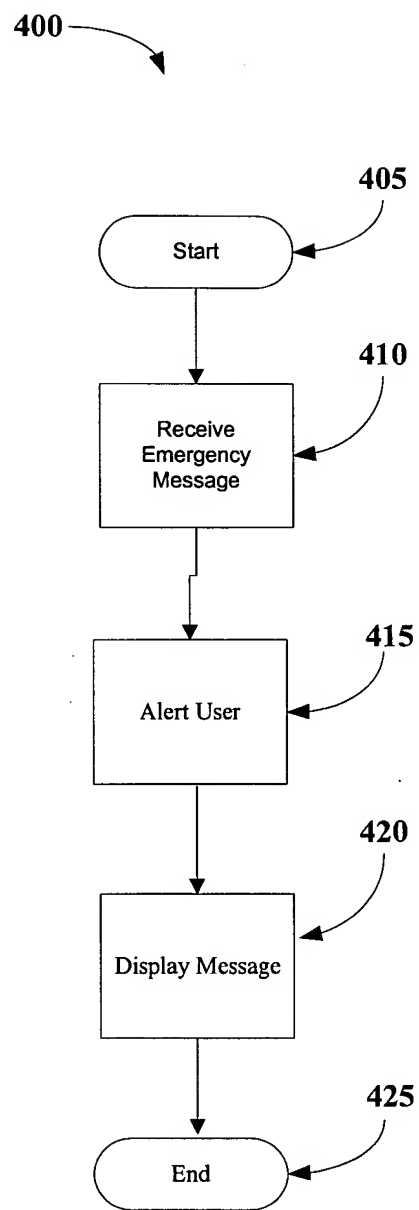 400
405
Start
410
Receive
Emergency
Message
415
Alert User
420
Display Message
425
End